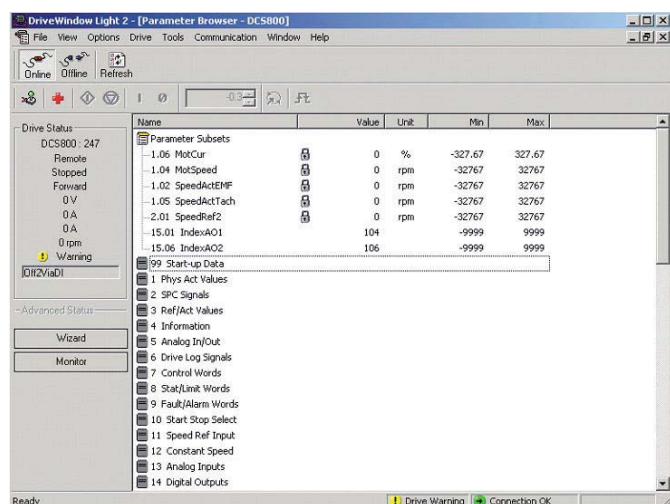 DriveWindow Light 2 - [Parameter Browser - DCS800]
File View Options Drive Tools Communication Window Help
Online Offline Refresh
-0.3
Drive Status
DCS800 : 247
Remote
Stopped
Forward
0 V
0 A
0 A
0 rpm
Warning
Off2ViaDI
Advanced Status
Wizard
Monitor
Name Value Unit Min Max
Parameter Subsets
1.06 MotCur 0 % -327.67 327.67
1.04 MotSpeed 0 rpm -32767 32767
1.02 SpeedActEMF 0 rpm -32767 32767
1.05 SpeedActTach 0 rpm -32767 32767
2.01 SpeedRef2 0 rpm -32767 32767
15.01 IndexAO1 104 -9999 9999
15.06 IndexAO2 106 -9999 9999
99 Start-up Data
1 Phys Act Values
2 SPC Signals
3 Ref/Act Values
4 Information
5 Analog In/Out
6 Drive Log Signals
7 Control Words
8 Stat/Limit Words
9 Fault/Alarm Words
10 Start Stop Select
11 Speed Ref Input
12 Constant Speed
13 Analog Inputs
14 Digital Outputs
Ready Drive Warning Connection OK